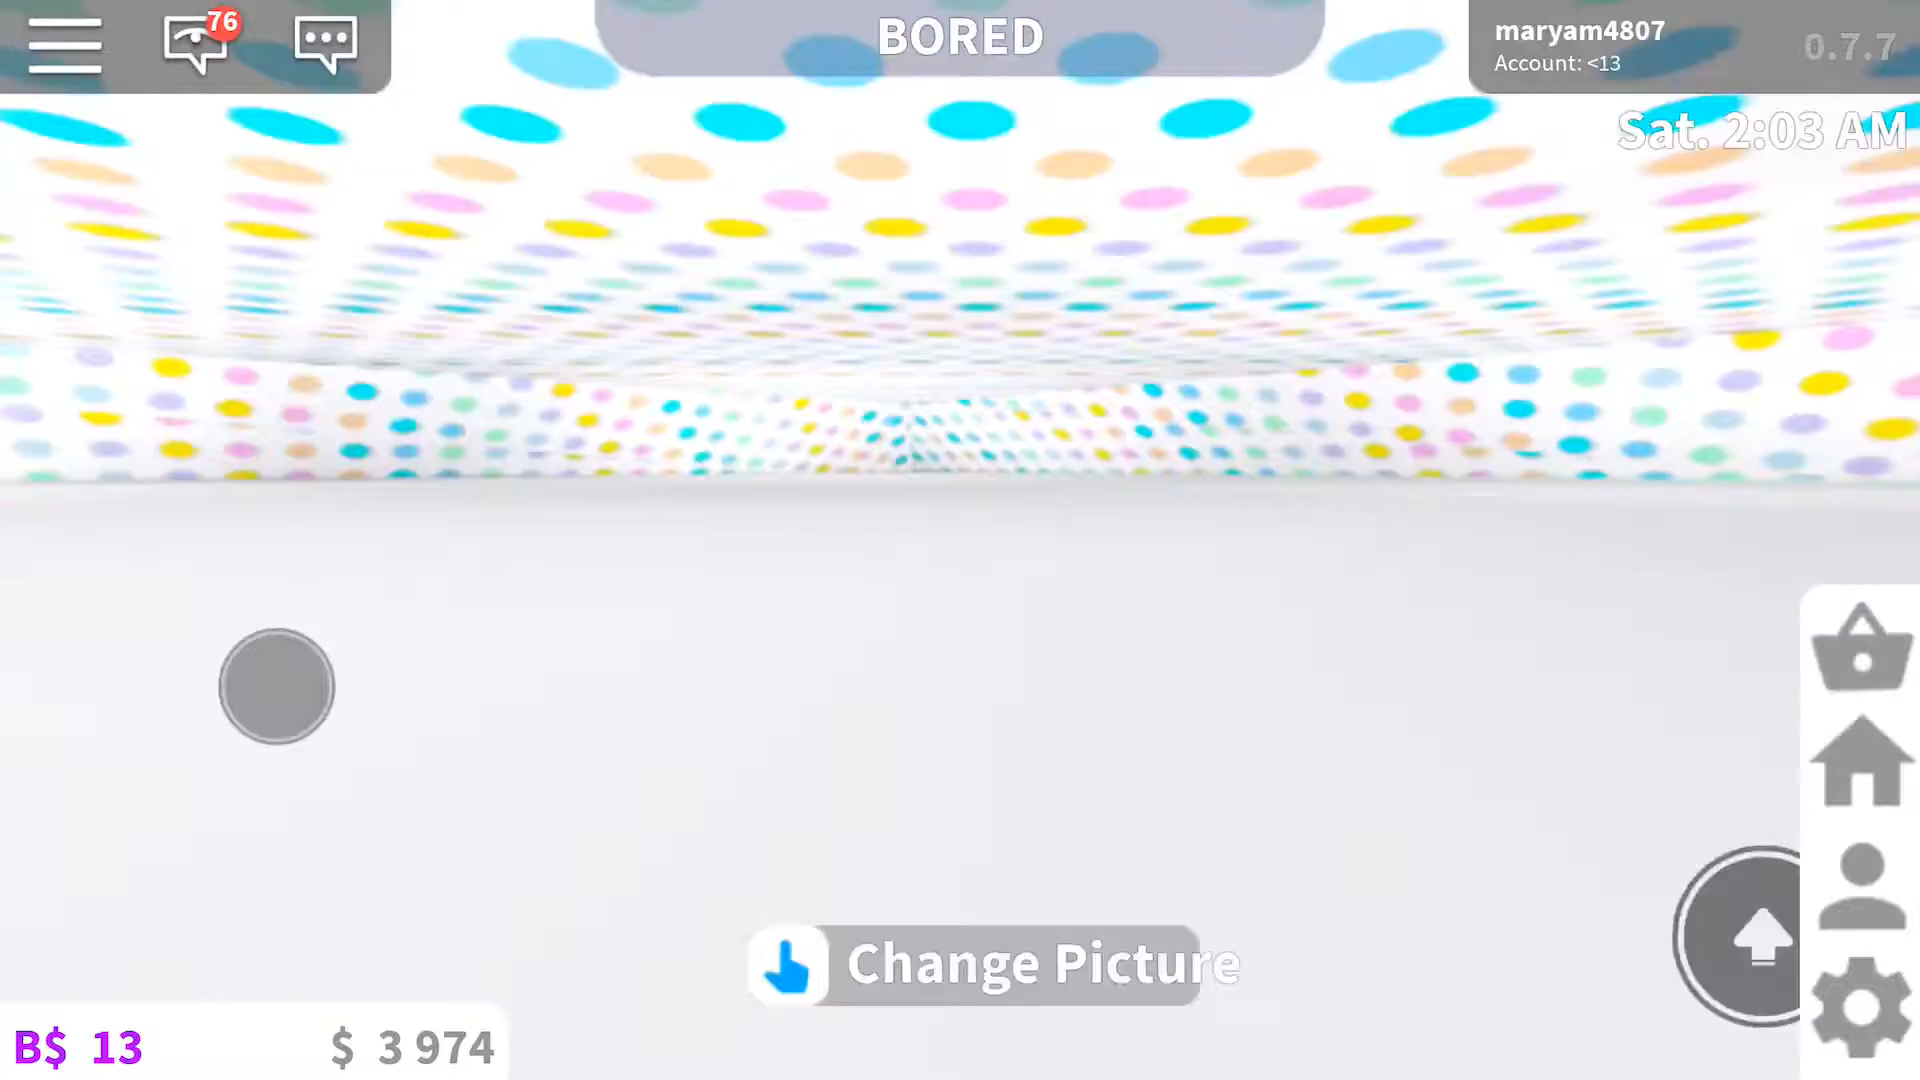 76
BORED
maryam4807
Account: <13
0.7.7
Sat. 2:03 AM
Change Picture
B$ 13
$ 3 974